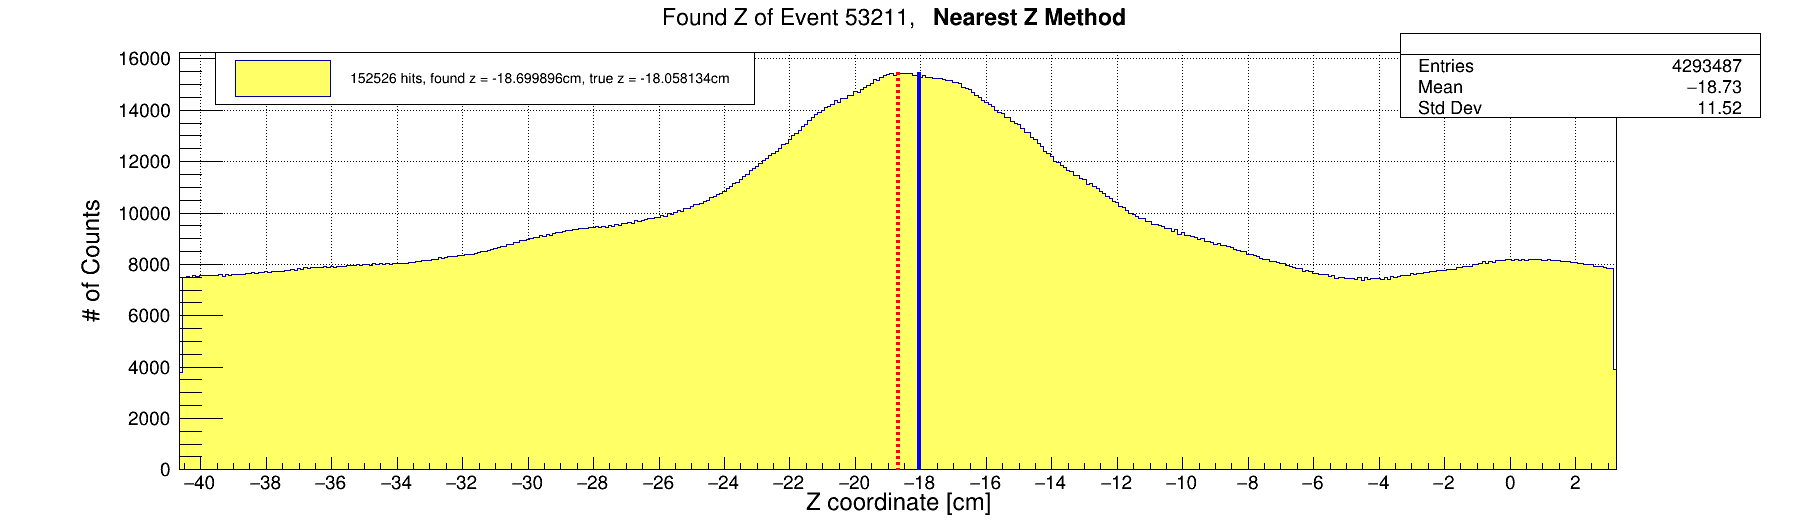 Found Z of Event 53211, Nearest Z Method
152526 hits, found z = -18.699896cm, true z = -18.058134cm
Entries 4293487
Mean −18.73
Std Dev 11.52
# of Counts
16000
14000
12000
10000
8000
6000
4000
2000
0
−40 −38 −36 −34 −32 −30 −28 −26 −24 −22 −20 −18 −16 −14 −12 −10 −8 −6 −4 −2 0 2
Z coordinate [cm]